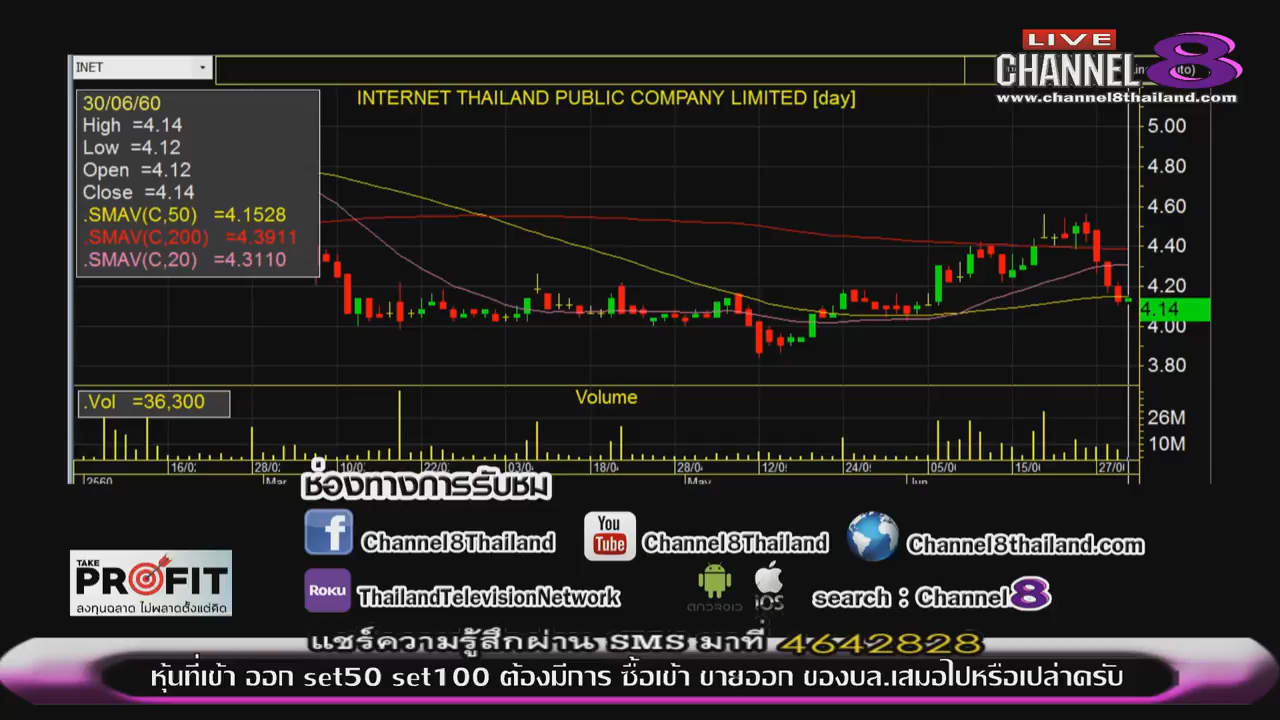 LIVE
CHANNEL 8
www.channel8thailand.com
INET
INTERNET THAILAND PUBLIC COMPANY LIMITED [day]
30/06/60
High =4.14
Low =4.12
Open =4.12
Close =4.14
.SMAV(C,50) =4.1528
.SMAV(C,200) =4.3911
.SMAV(C,20) =4.3110
5.00
4.80
4.60
4.40
4.20
4.14
4.00
3.80
.Vol =36,300
Volume
26M
10M
16/0 28/0 10/0 22/0 03/0 18/0 28/0 12/0 24/0 05/0 15/0 27/0
2560 Mar May Jun
ช่องทางการรับชม
f Channel8Thailand You Tube Channel8Thailand Channel8thailand.com
TAKE
PROFIT
ลงทุนฉลาด ไม่พลาดตั้งแต่คิด
Roku ThailandTelevisionNetwork ANDROID iOS search : Channel8
แชร์ความรู้สึกผ่าน SMS มาที่ 4642828
หุ้นที่เข้า ออก set50 set100 ต้องมีการ ซื้อเข้า ขายออก ของบล.เสมอไปหรือเปล่าครับ